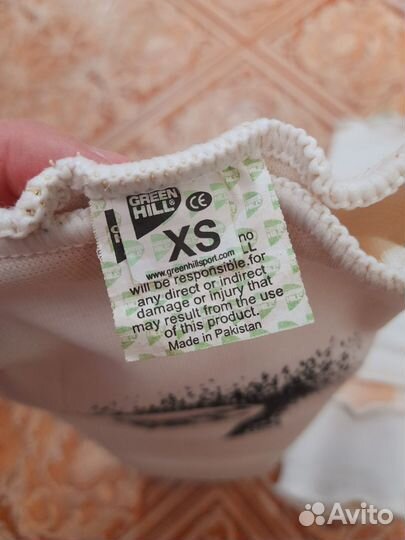 GREEN
HILL
CE
XS
www.greenhillsport.com
no
will be responsible for
any direct or indirect
damage or injury that
may result from the use
of this product.
Made in Pakistan
Avito